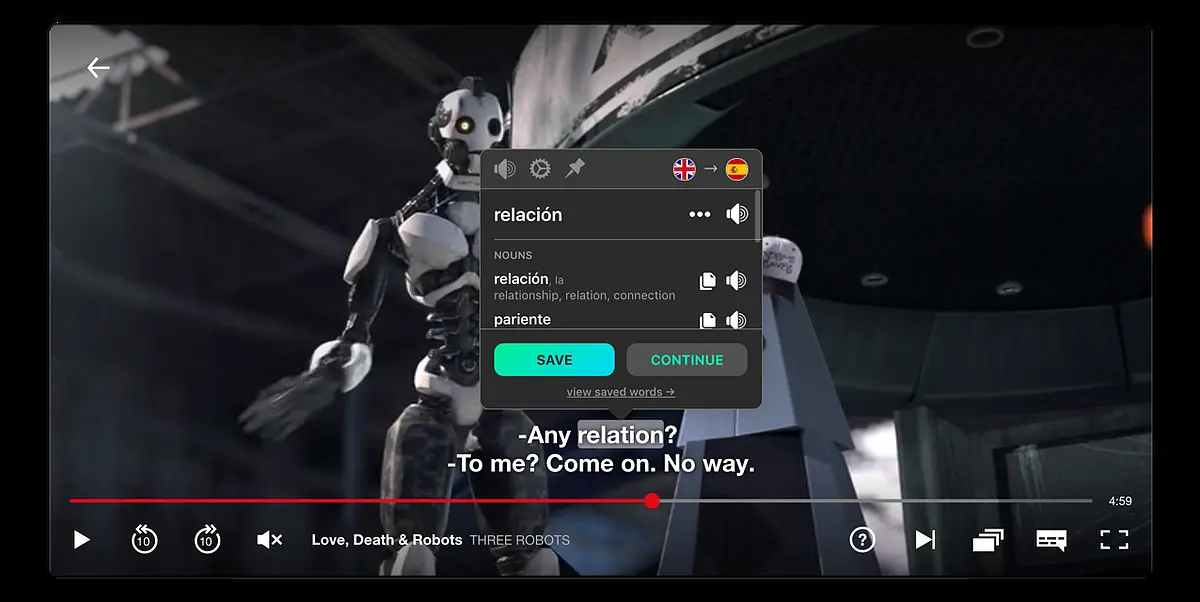 relación
NOUNS
relación, la
relationship, relation, connection
pariente
SAVE CONTINUE
view saved words →
-Any relation?
-To me? Come on. No way.
4:59
10 10 Love, Death & Robots THREE ROBOTS ?